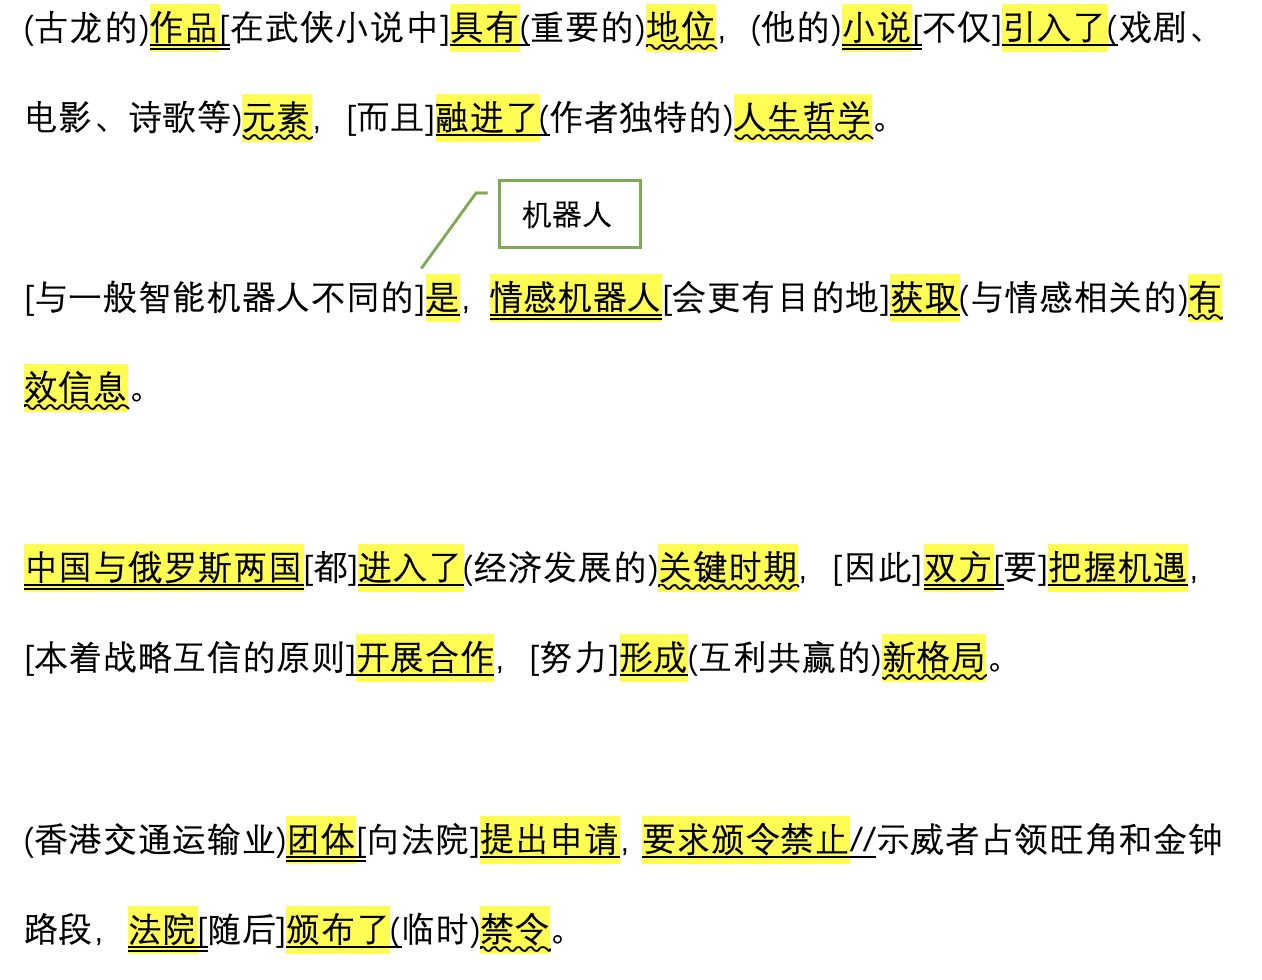 (古龙的)作品[在武侠小说中]具有(重要的)地位，(他的)小说[不仅]引入了(戏剧、
电影、诗歌等)元素，[而且]融进了(作者独特的)人生哲学。
机器人
[与一般智能机器人不同的]是，情感机器人[会更有目的地]获取(与情感相关的)有
效信息。
中国与俄罗斯两国[都]进入了(经济发展的)关键时期，[因此]双方[要]把握机遇，
[本着战略互信的原则]开展合作，[努力]形成(互利共赢的)新格局。
(香港交通运输业)团体[向法院]提出申请，要求颁令禁止//示威者占领旺角和金钟
路段，法院[随后]颁布了(临时)禁令。